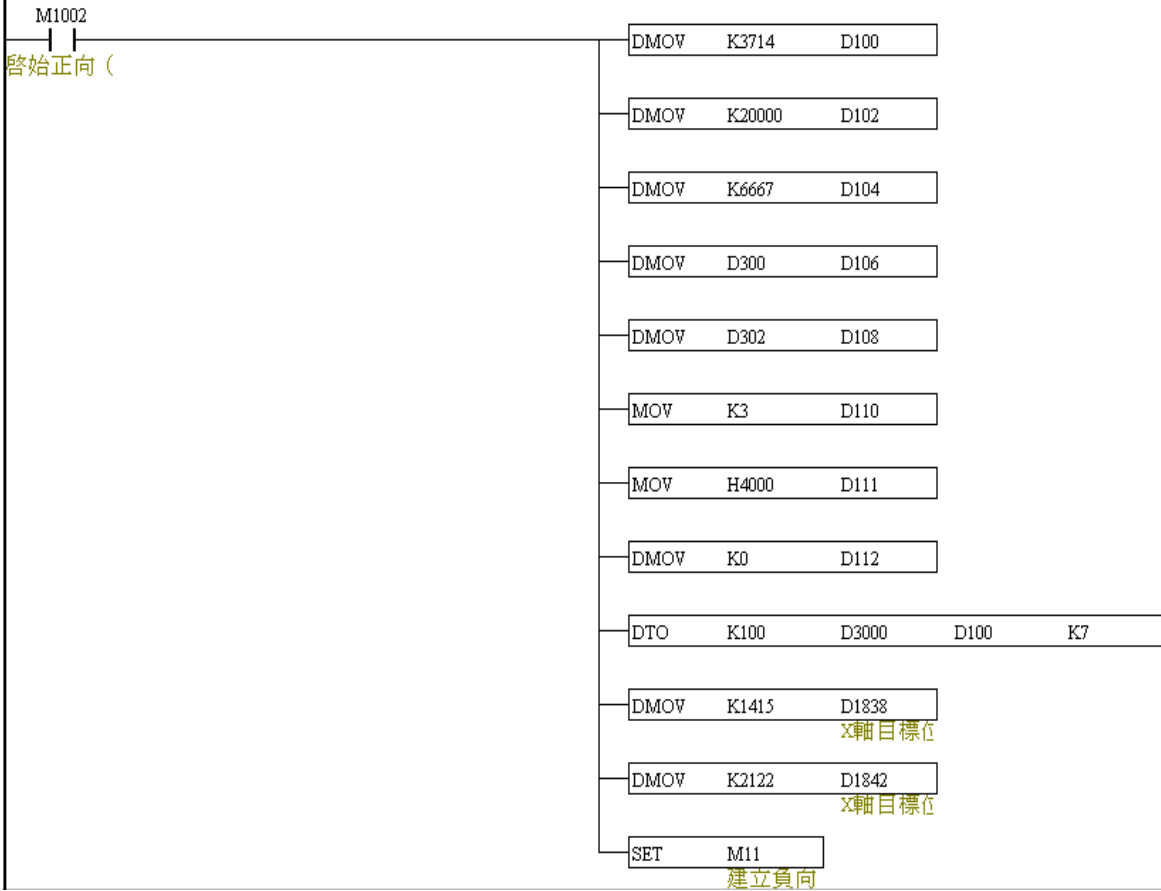 M1002
啓始正向（
DMOV K3714 D100
DMOV K20000 D102
DMOV K6667 D104
DMOV D300 D106
DMOV D302 D108
MOV K3 D110
MOV H4000 D111
DMOV K0 D112
DTO K100 D3000 D100 K7
DMOV K1415 D1838
X軸目標位
DMOV K2122 D1842
X軸目標位
SET M11
建立負向